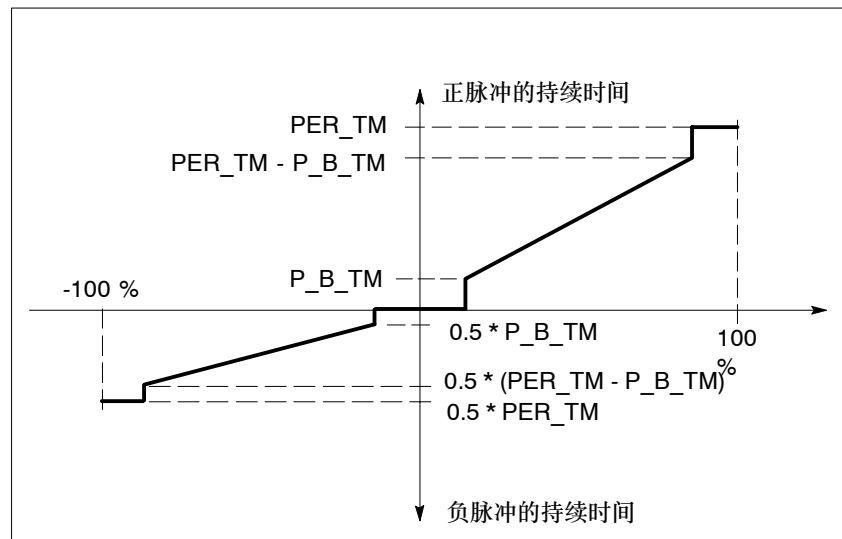 正脉冲的持续时间
PER_TM
PER_TM - P_B_TM
P_B_TM
-100 %
0.5 * P_B_TM
100
%
0.5 * (PER_TM - P_B_TM)
0.5 * PER_TM
负脉冲的持续时间